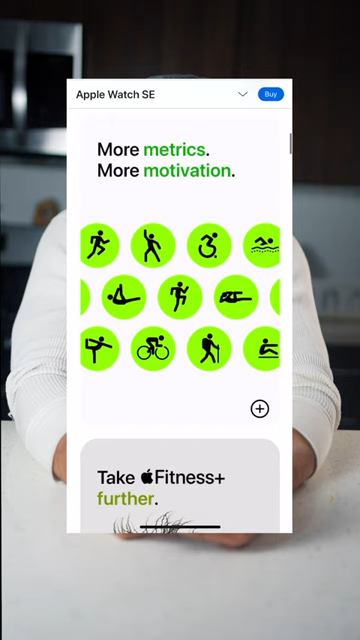 Apple Watch SE
Buy
More metrics.
More motivation.
Take Fitness+
further.